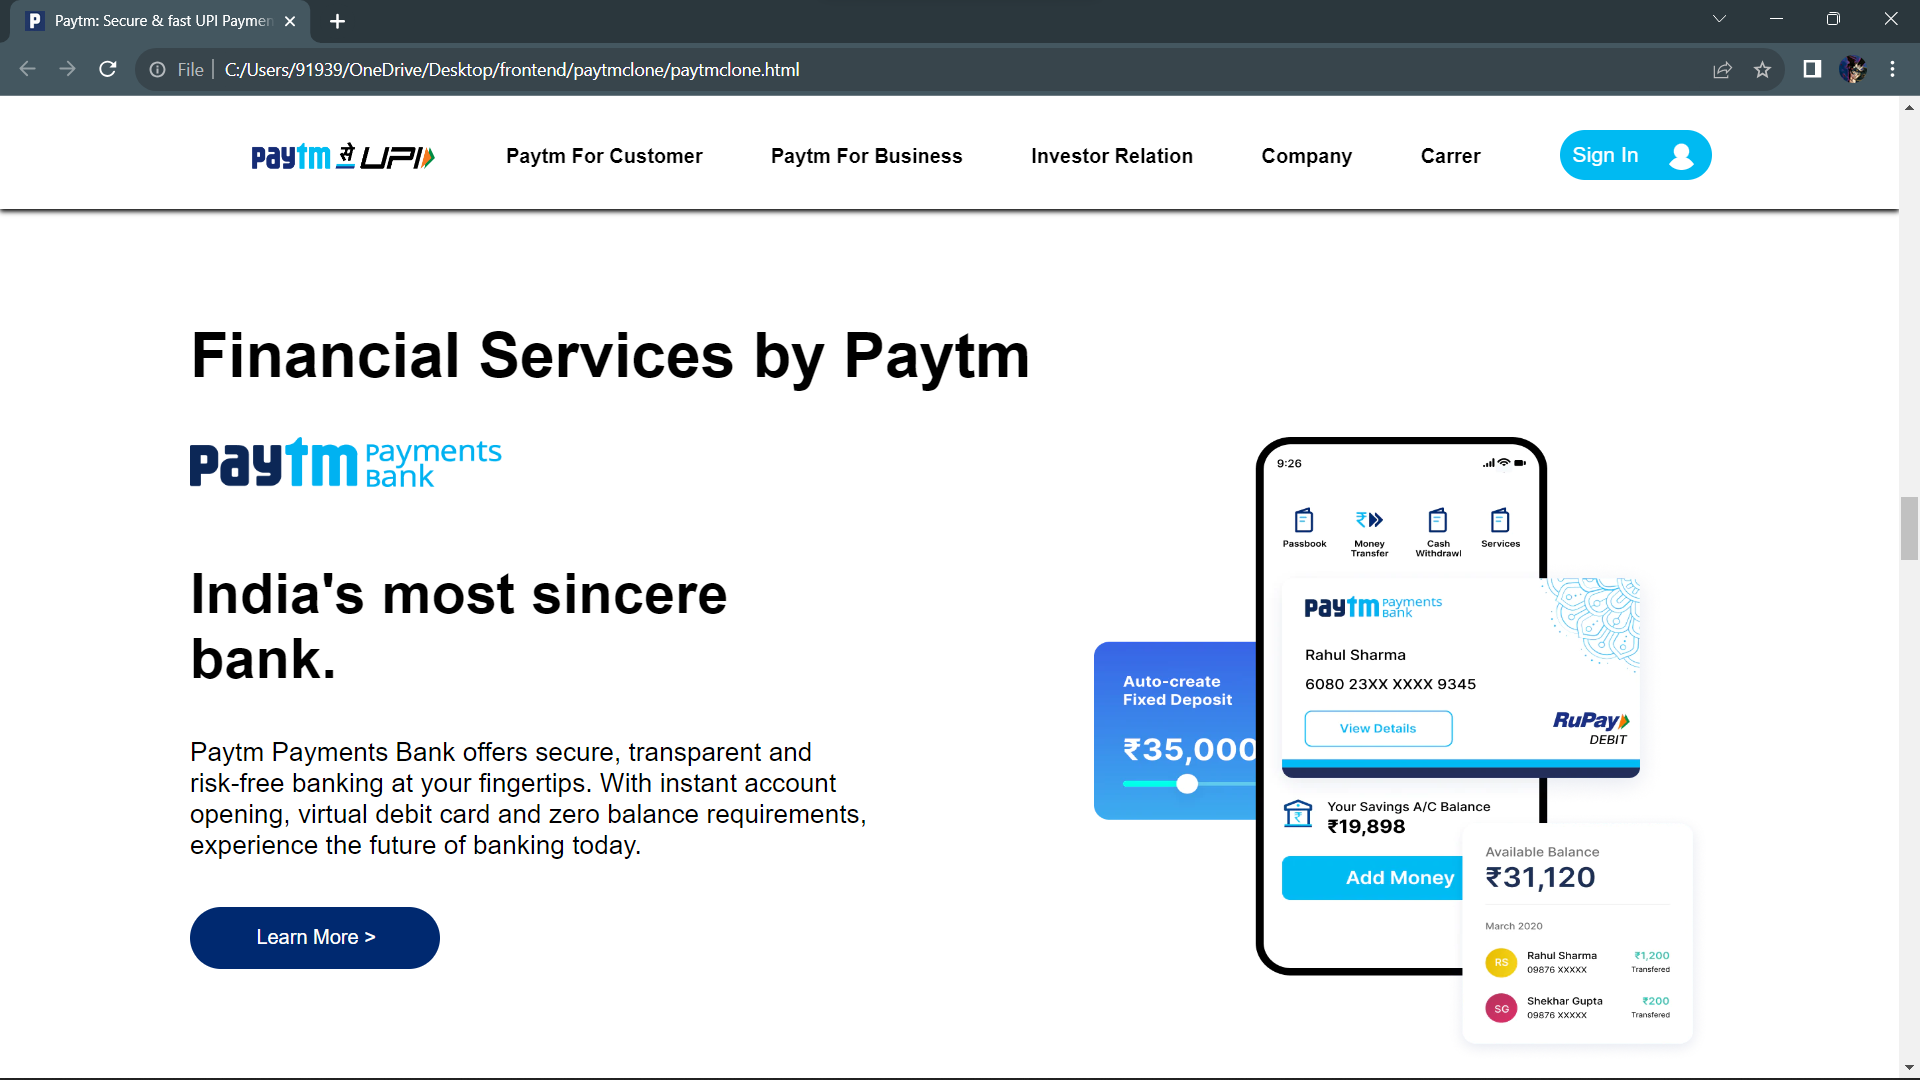 Paytm: Secure & fast UPI Paymen
File
C:/Users/91939/OneDrive/Desktop/frontend/paytmclone/paytmclone.html
paytm से UPI
Paytm For Customer
Paytm For Business
Investor Relation
Company
Carrer
Sign In
Financial Services by Paytm
paytm Payments
Bank
India's most sincere
bank.
Paytm Payments Bank offers secure, transparent and
risk-free banking at your fingertips. With instant account
opening, virtual debit card and zero balance requirements,
experience the future of banking today.
Learn More >
9:26
Passbook
Money
Transfer
Cash
Withdrawl
Services
paytm Payments
Bank
Rahul Sharma
6080 23XX XXXX 9345
View Details
RuPay
DEBIT
Auto-create
Fixed Deposit
₹35,000
Your Savings A/C Balance
₹19,898
Add Money
Available Balance
₹31,120
March 2020
RS
Rahul Sharma
₹1,200
09876 XXXXX
Transfered
SG
Shekhar Gupta
₹200
09876 XXXXX
Transfered